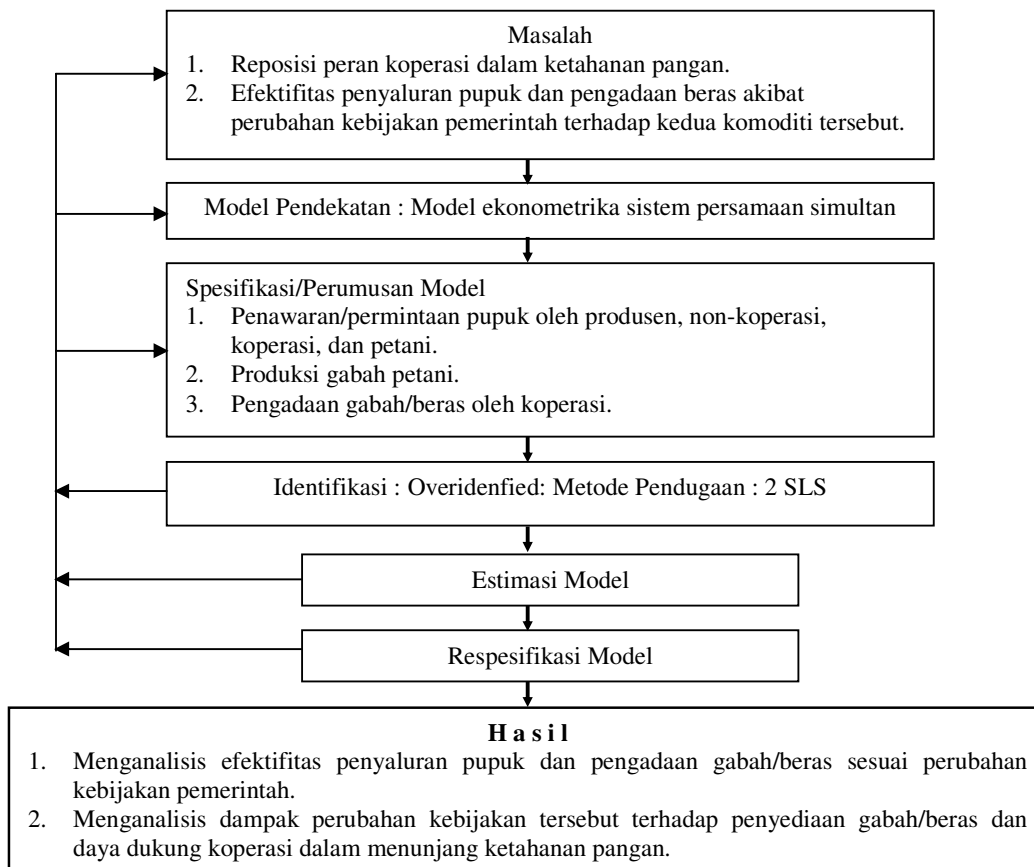 Masalah
1. Reposisi peran koperasi dalam ketahanan pangan.
2. Efektifitas penyaluran pupuk dan pengadaan beras akibat
perubahan kebijakan pemerintah terhadap kedua komoditi tersebut.
Model Pendekatan : Model ekonometrika sistem persamaan simultan
Spesifikasi/Perumusan Model
1. Penawaran/permintaan pupuk oleh produsen, non-koperasi,
koperasi, dan petani.
2. Produksi gabah petani.
3. Pengadaan gabah/beras oleh koperasi.
Identifikasi : Overidenfied: Metode Pendugaan : 2 SLS
Estimasi Model
Respesifikasi Model
H a s i l
1. Menganalisis efektifitas penyaluran pupuk dan pengadaan gabah/beras sesuai perubahan
kebijakan pemerintah.
2. Menganalisis dampak perubahan kebijakan tersebut terhadap penyediaan gabah/beras dan
daya dukung koperasi dalam menunjang ketahanan pangan.